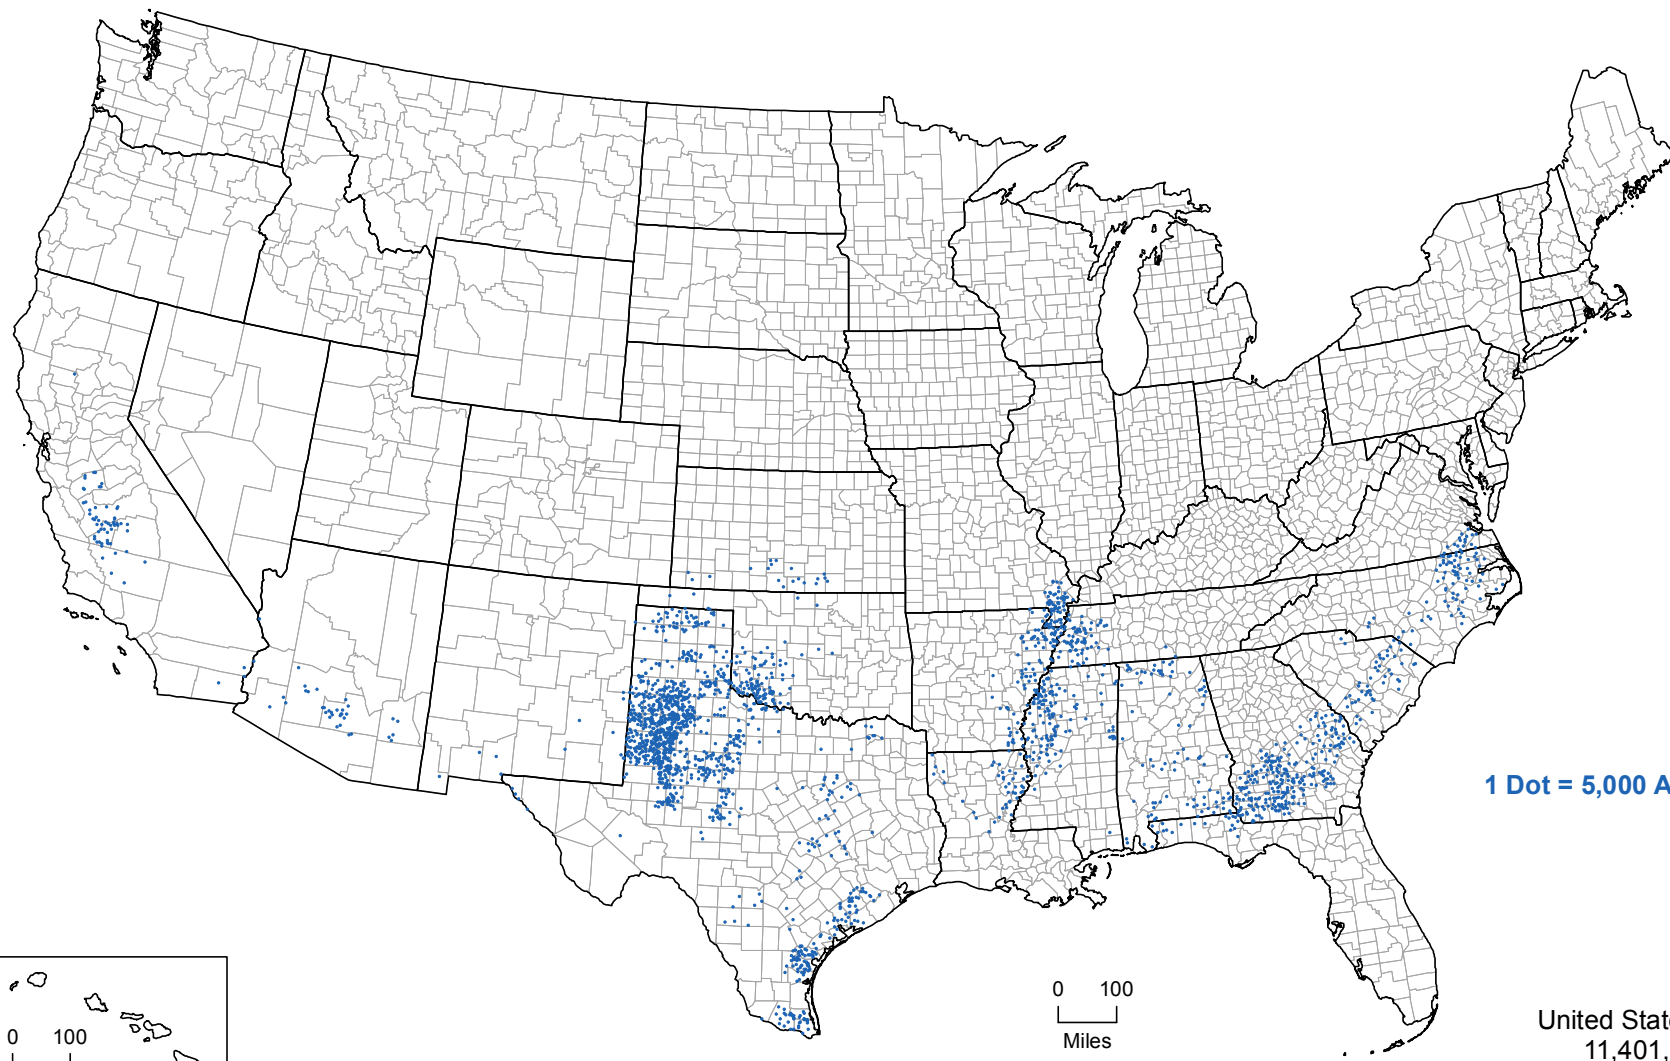 1 Dot = 5,000 A
0 100
Miles
0 100
United Stat
11,401,